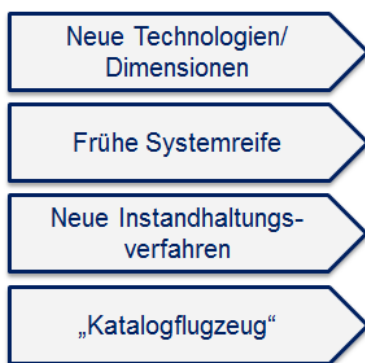 Neue Technologien/
Dimensionen
Frühe Systemreife
Neue Instandhaltungs-
verfahren
„Katalogflugzeug“